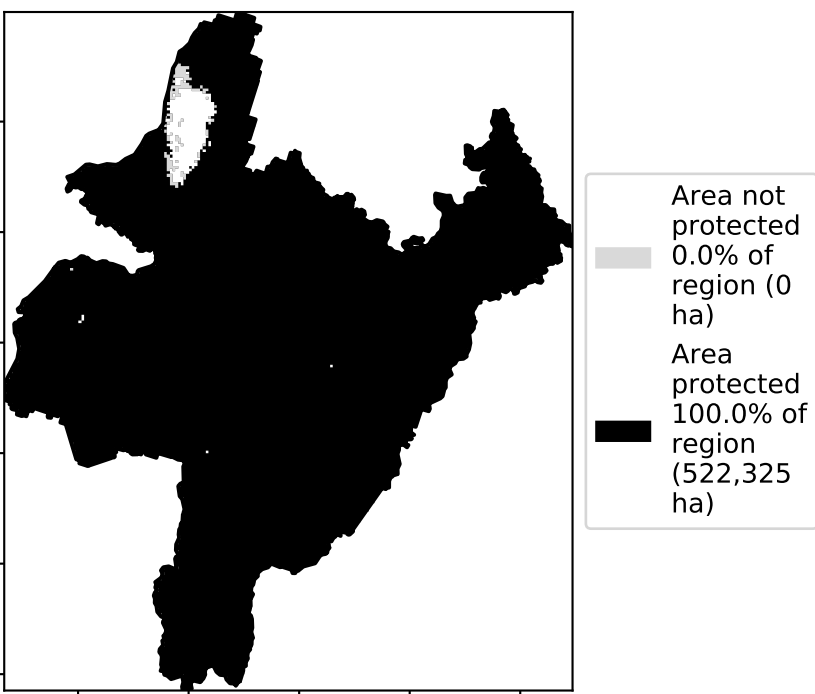 Area not
protected
0.0% of
region (0
ha)
Area
protected
100.0% of
region
(522,325
ha)